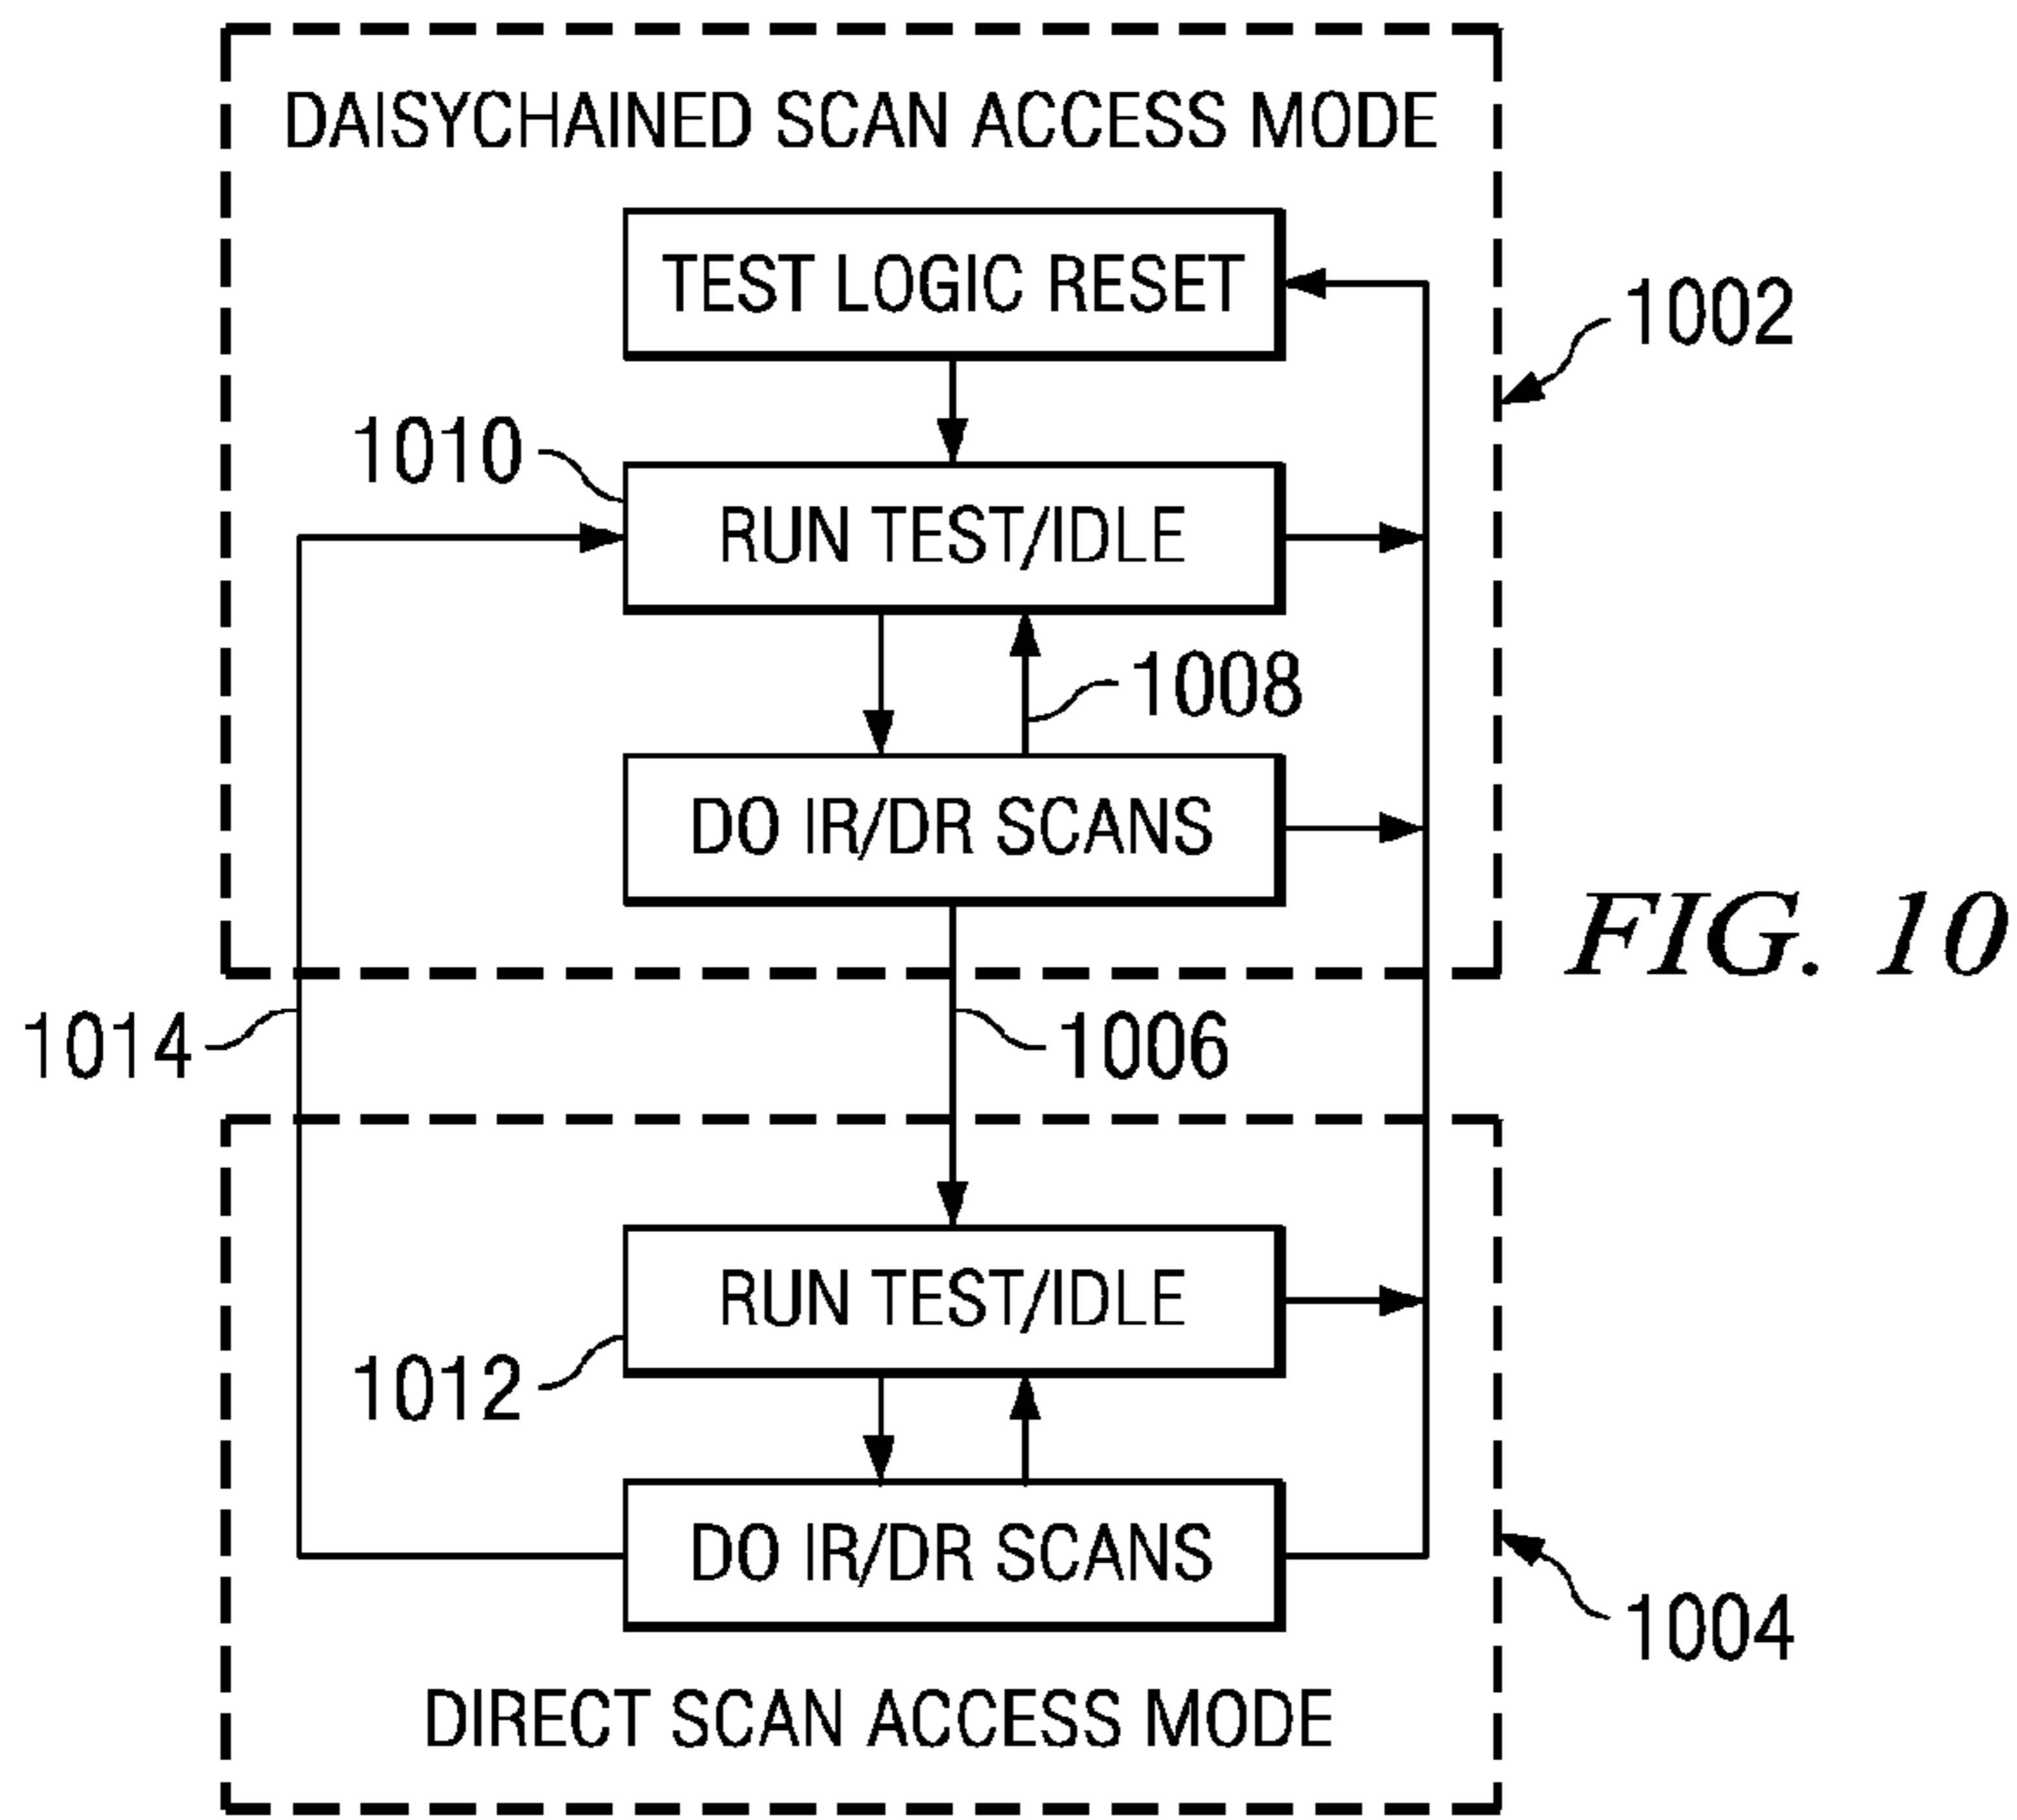 DAISYCHAINED SCAN ACCESS MODE
TEST LOGIC RESET
1002
1010
RUN TEST/IDLE
1008
DO IR/DR SCANS
FIG. 10
1014
1006
RUN TEST/IDLE
1012
DO IR/DR SCANS
1004
DIRECT SCAN ACCESS MODE